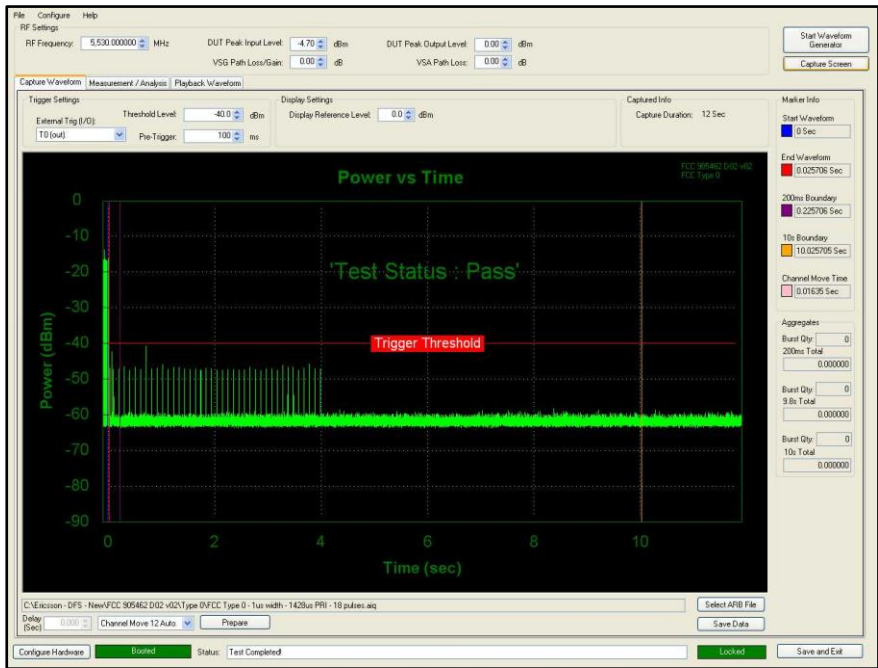 File Configure Help
RF Settings
RF Frequency: 5,530.000000 MHz
DUT Peak Input Level: -4.70 dBm
DUT Peak Output Level: 0.00 dBm
VSG Path Loss/Gain: 0.00 dB
VSA Path Loss: 0.00 dB
Start Waveform
Generator
Capture Screen
Capture Waveform Measurement / Analysis Playback Waveform
Trigger Settings
External Trig (I/O):
T0 (out)
Threshold Level: -40.0 dBm
Pre-Trigger: 100 ms
Display Settings
Display Reference Level: 0.0 dBm
Captured Info
Capture Duration: 12 Sec
Marker Info
Start Waveform
0 Sec
End Waveform
0.025706 Sec
200ms Boundary
0.225706 Sec
10s Boundary
10.025705 Sec
Channel Move Time
0.01635 Sec
Aggregates
Burst Qty: 0
200ms Total
0.000000
Burst Qty: 0
9.8s Total
0.000000
Burst Qty: 0
10s Total
0.000000
FCC 905462 D02 v02
FCC Type 0
Power vs Time
'Test Status : Pass'
Trigger Threshold
Power (dBm)
0
-10
-20
-30
-40
-50
-60
-70
-80
-90
0 2 4 6 8 10
Time (sec)
C:\Ericsson - DFS - New\FCC 905462 D02 v02\Type 0\FCC Type 0 - 1us width - 1428us PRI - 18 pulses.aiq
Select ARB File
Delay
(Sec) 0.000 Channel Move 12 Auto Prepare
Save Data
Configure Hardware Booted Status: Test Completed! Locked Save and Exit